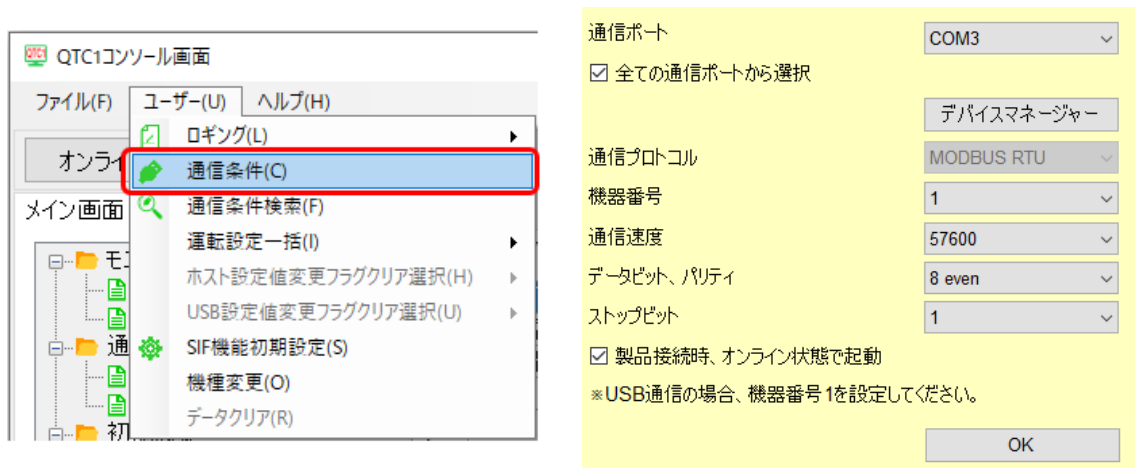 QTC1コンソール画面
ファイル(F) ユーザー(U) ヘルプ(H)
ロギング(L)
オンライ
通信条件(C)
メイン画面
通信条件検索(F)
運転設定一括(I)
モ
ホスト設定値変更フラグクリア選択(H)
USB設定値変更フラグクリア選択(U)
通
SIF機能初期設定(S)
機種変更(O)
データクリア(R)
初
通信ポート COM3
全ての通信ポートから選択
デバイスマネージャー
通信プロトコル MODBUS RTU
機器番号 1
通信速度 57600
データビット、パリティ 8 even
ストップビット 1
製品接続時、オンライン状態で起動
※USB通信の場合、機器番号1を設定してください。
OK